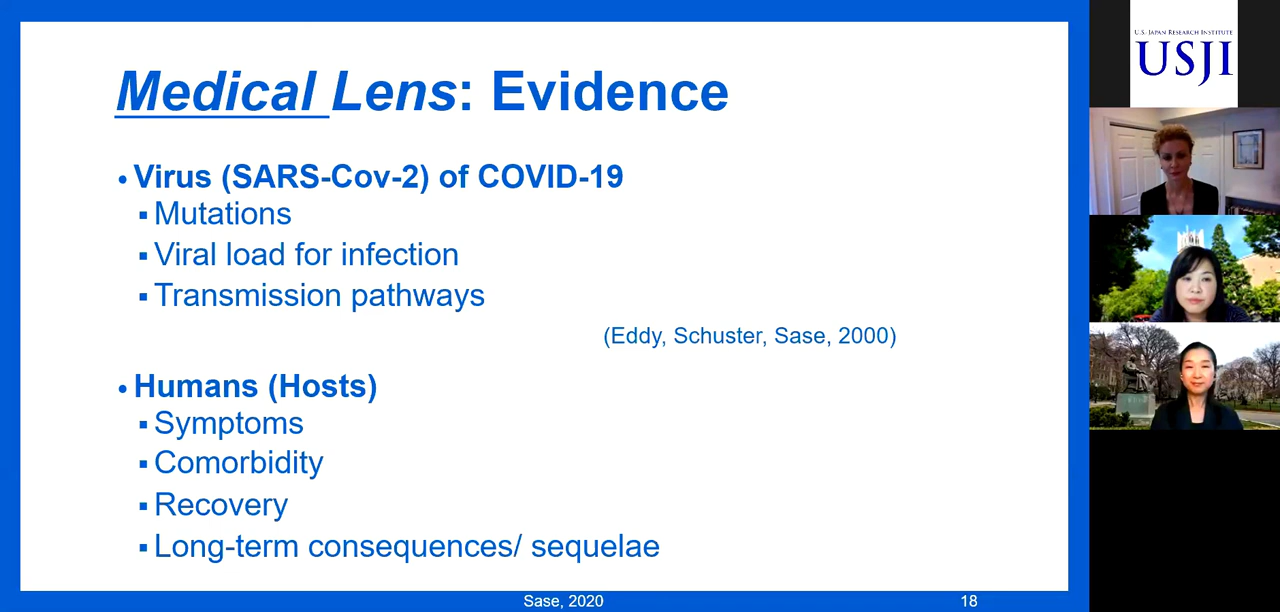 Medical Lens: Evidence
• Virus (SARS-Cov-2) of COVID-19
▪ Mutations
▪ Viral load for infection
▪ Transmission pathways
(Eddy, Schuster, Sase, 2000)
• Humans (Hosts)
▪ Symptoms
▪ Comorbidity
▪ Recovery
▪ Long-term consequences/ sequelae
Sase, 2020
18
U.S. JAPAN RESEARCH INSTITUTE
USJI